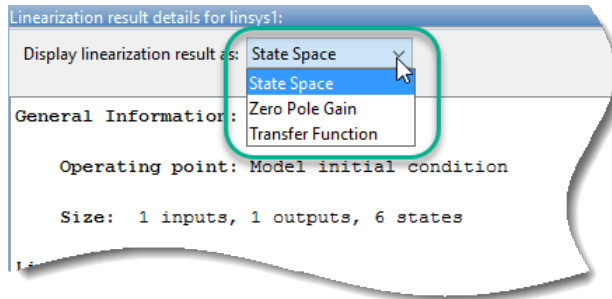 Linearization result details for linsys1:
Display linearization result as: State Space
State Space
Zero Pole Gain
Transfer Function
General Information:
Operating point: Model initial condition
Size: 1 inputs, 1 outputs, 6 states